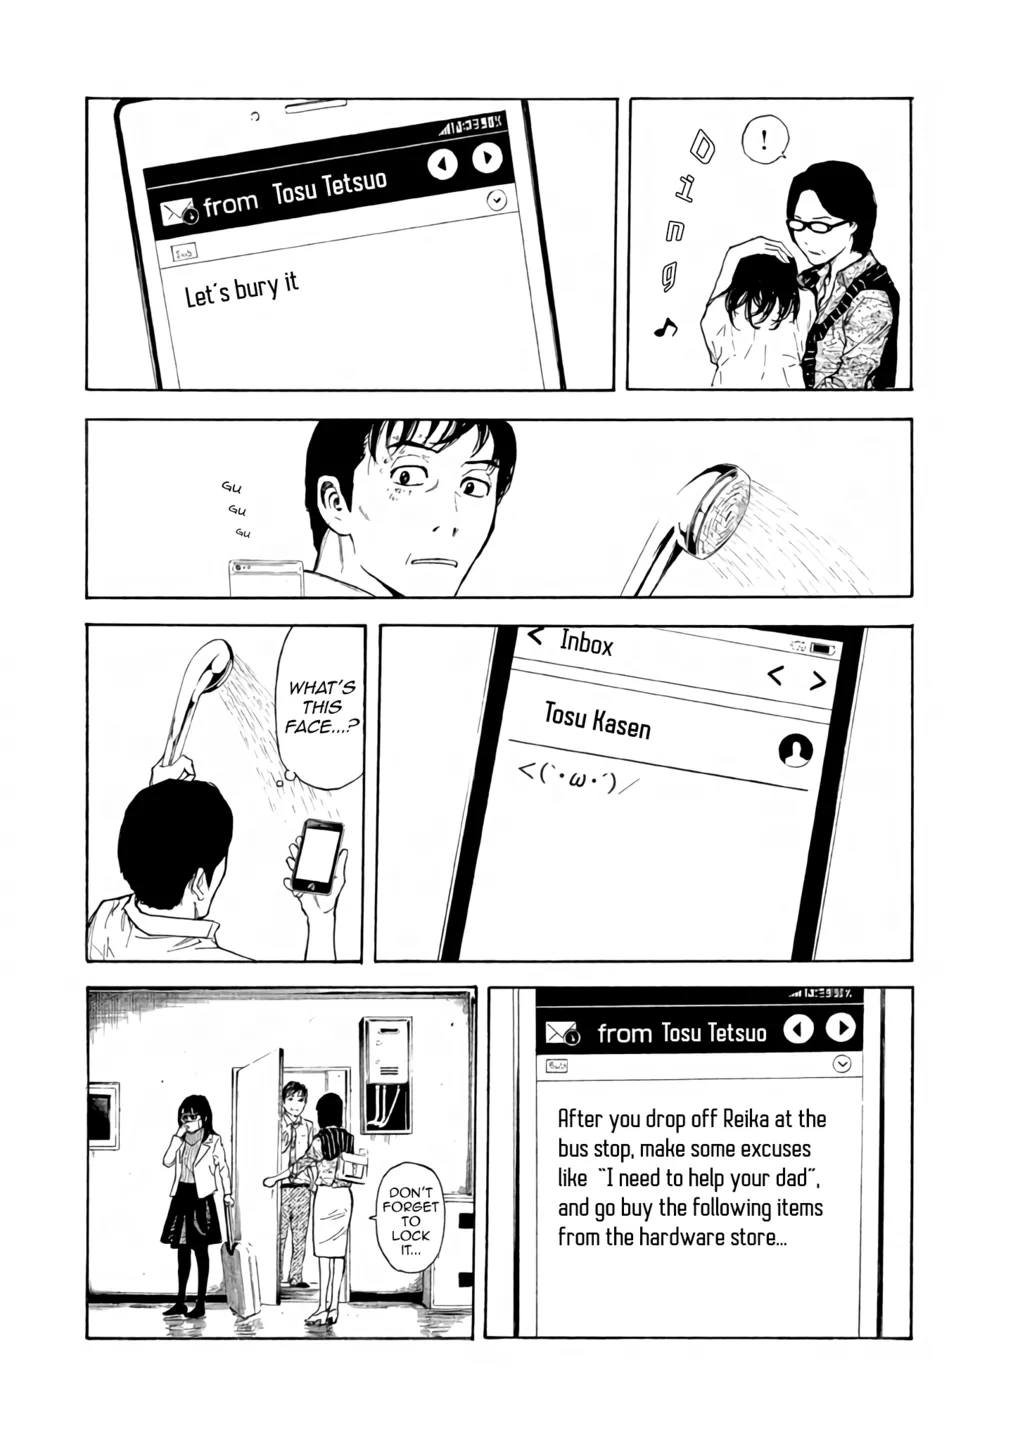 !
Ding
from Tosu Tetsuo
Let's bury it
GU
GU
GU
< Inbox
< >
Tosu Kasen
<(`・ω・´)／
WHAT'S
THIS
FACE...?
from Tosu Tetsuo
After you drop off Reika at the
bus stop, make some excuses
like "I need to help your dad",
and go buy the following items
from the hardware store...
DON'T
FORGET
TO
LOCK
IT...